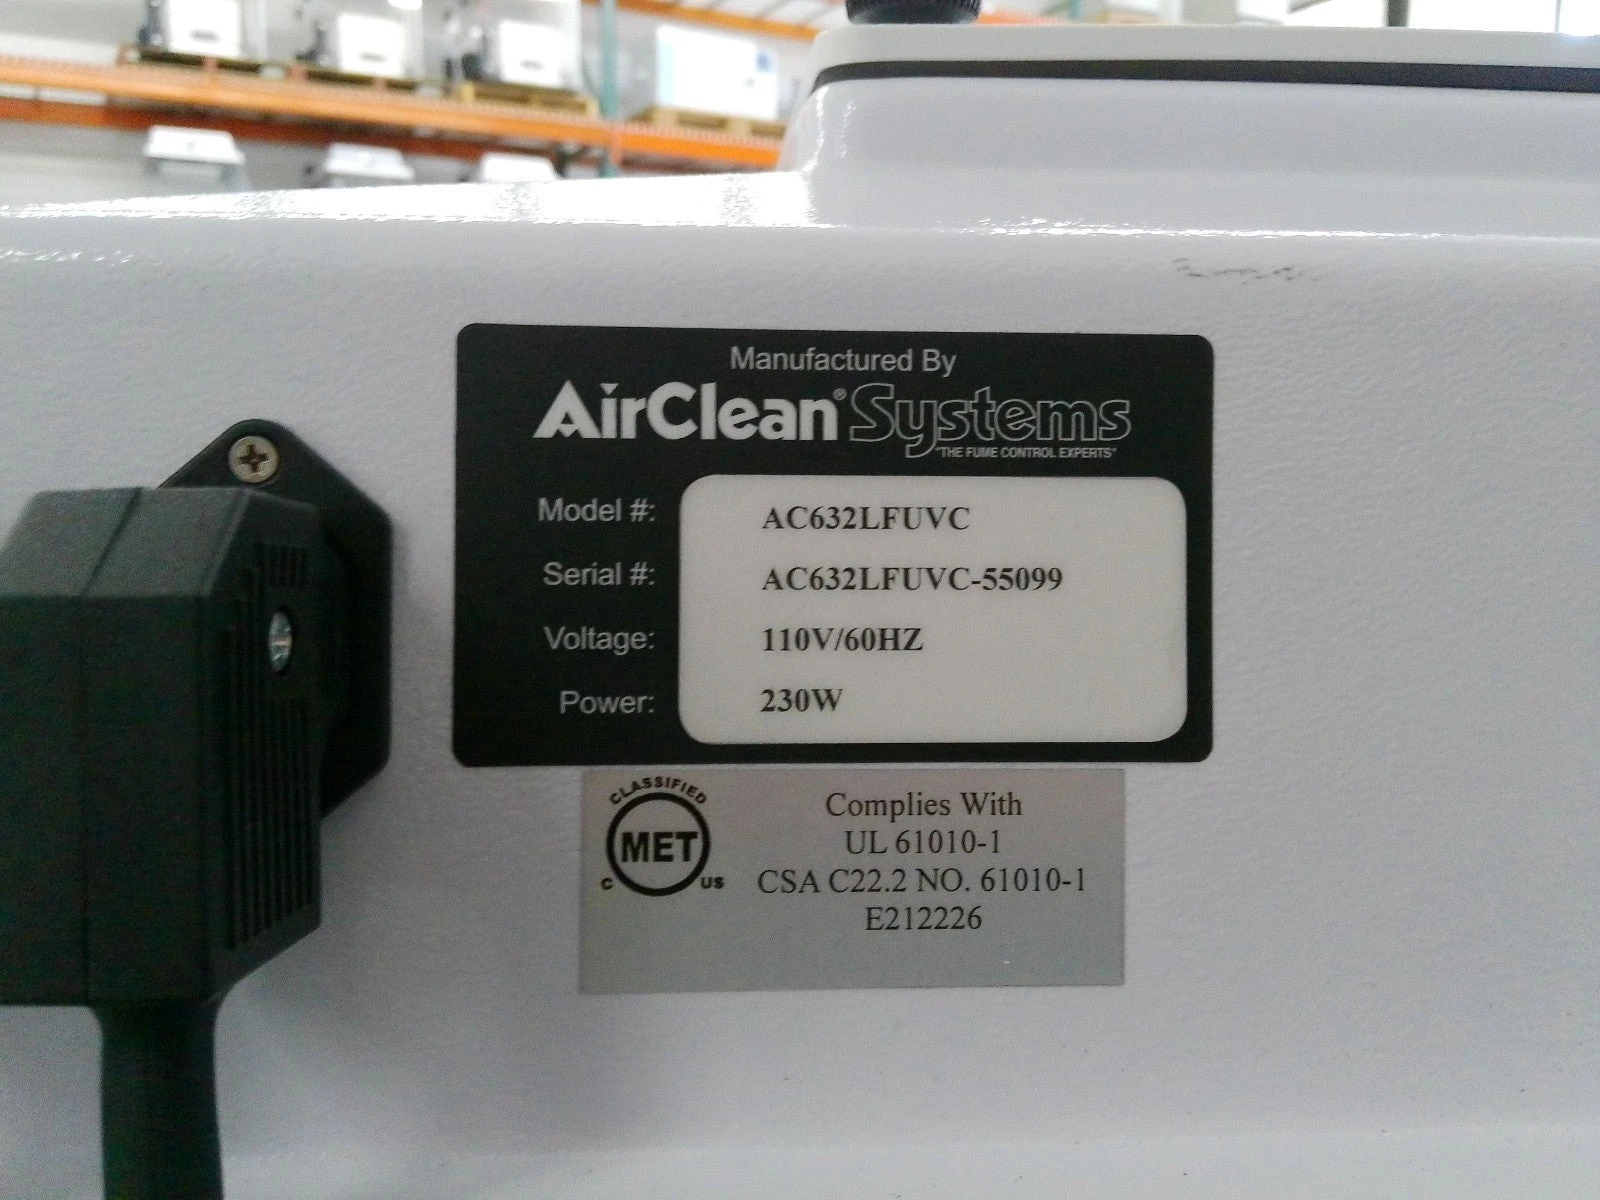 Manufactured By
AirClean® Systems
"THE FUME CONTROL EXPERTS"
Model #: AC632LFUVC
Serial #: AC632LFUVC-55099
Voltage: 110V/60HZ
Power: 230W
CLASSIFIED
MET
C US
Complies With
UL 61010-1
CSA C22.2 NO. 61010-1
E212226